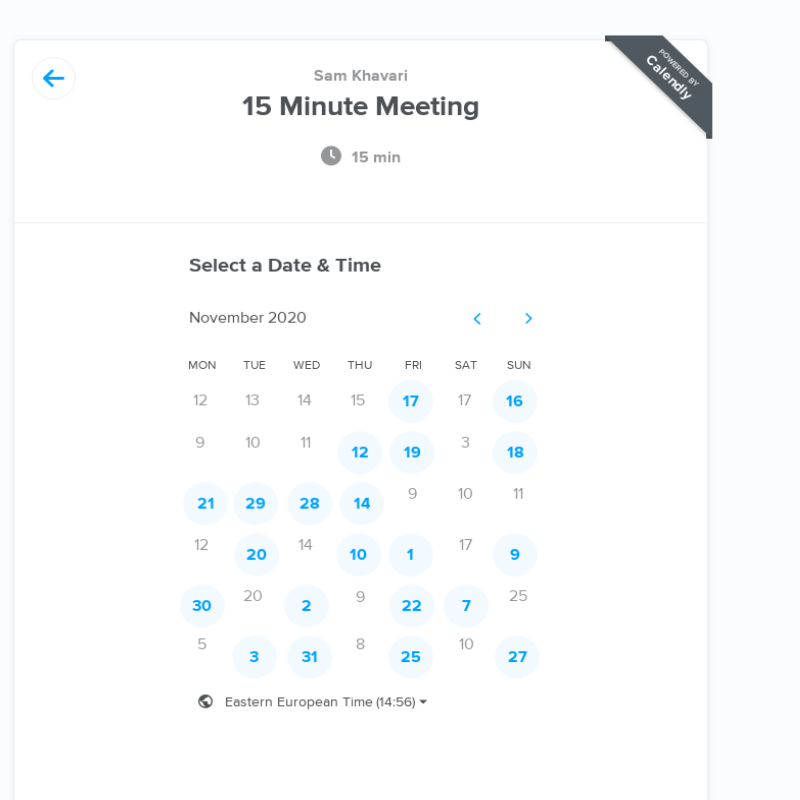 POWERED BY
Calendly
Sam Khavari
15 Minute Meeting
15 min
Select a Date & Time
November 2020
MON TUE WED THU FRI SAT SUN
12 13 14 15 17 17 16
9 10 11 12 19 3 18
21 29 28 14 9 10 11
12 20 14 10 1 17 9
30 20 2 9 22 7 25
5 3 31 8 25 10 27
Eastern European Time (14:56)